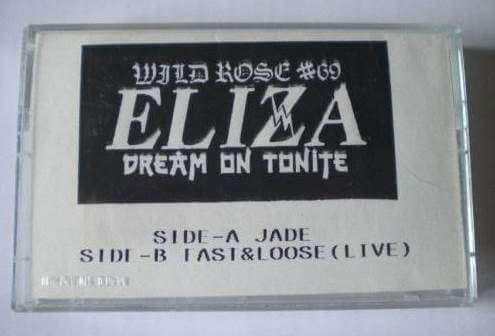 WILD ROSE #69
ELIZA
DREAM ON TONITE
SIDE-A JADE
SIDE-B FAST&LOOSE(LIVE)